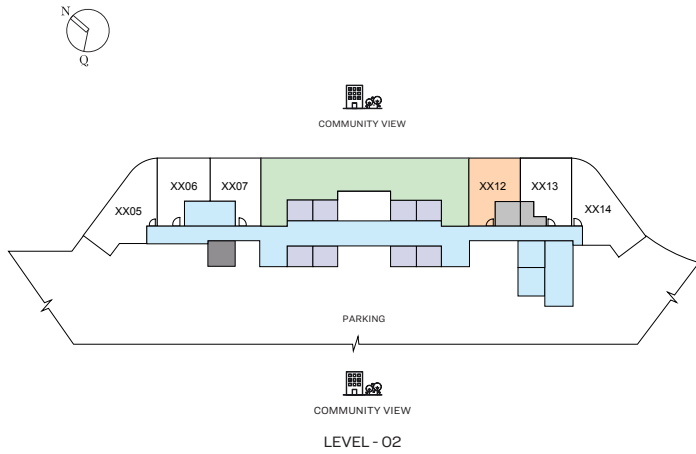 N
Q
COMMUNITY VIEW
XX05
XX06
XX07
XX12
XX13
XX14
PARKING
COMMUNITY VIEW
LEVEL - 02